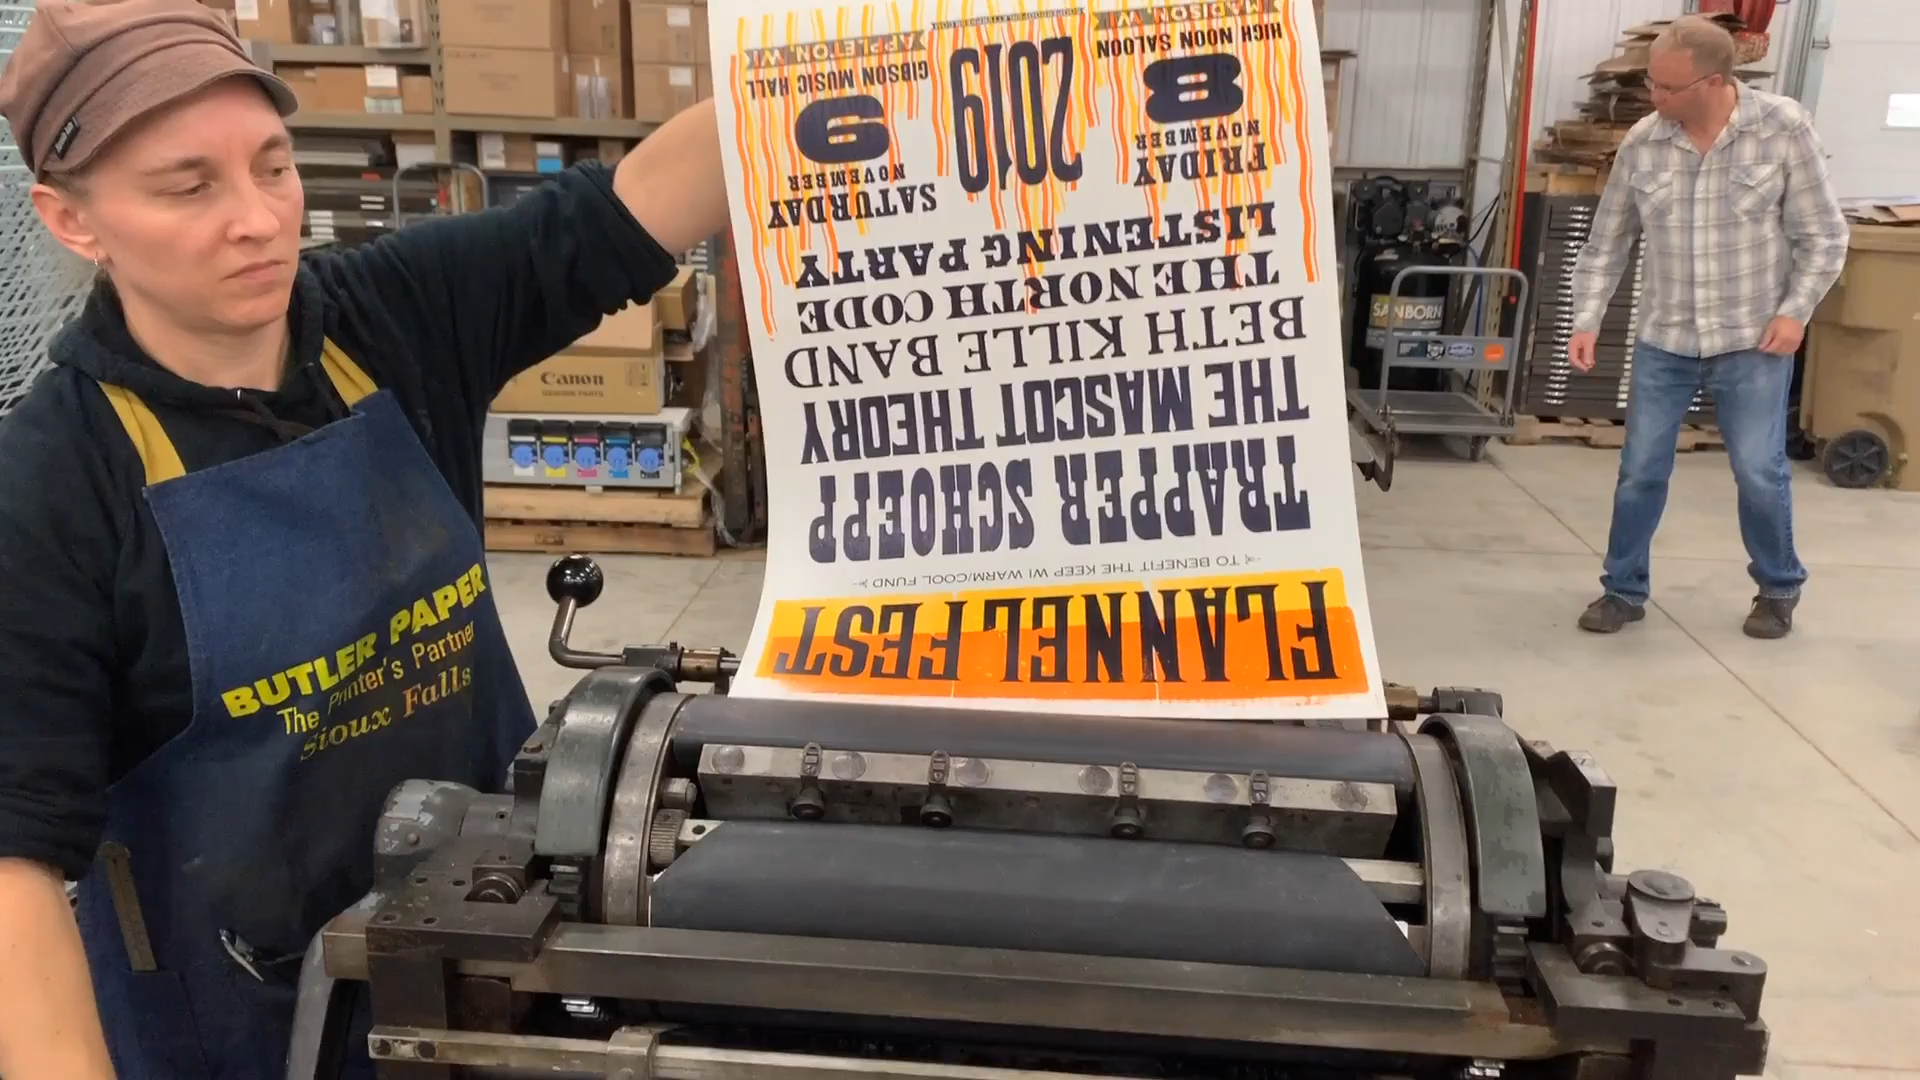 FLANNEL FEST
TO BENEFIT THE KEEP WI WARM/COOL FUND
TRAPPER SCHOEPP
THE MASCOT THEORY
BETH KILLE BAND
THE NORTH CODE
LISTENING PARTY
FRIDAY
NOVEMBER
8
HIGH NOON SALOON
MADISON, WI
2019
SATURDAY
NOVEMBER
9
GIBSON MUSIC HALL
APPLETON, WI
BUTLER PAPER
The Printer's Partner
Sioux Falls
Canon
GENUINE PARTS
SANBORN